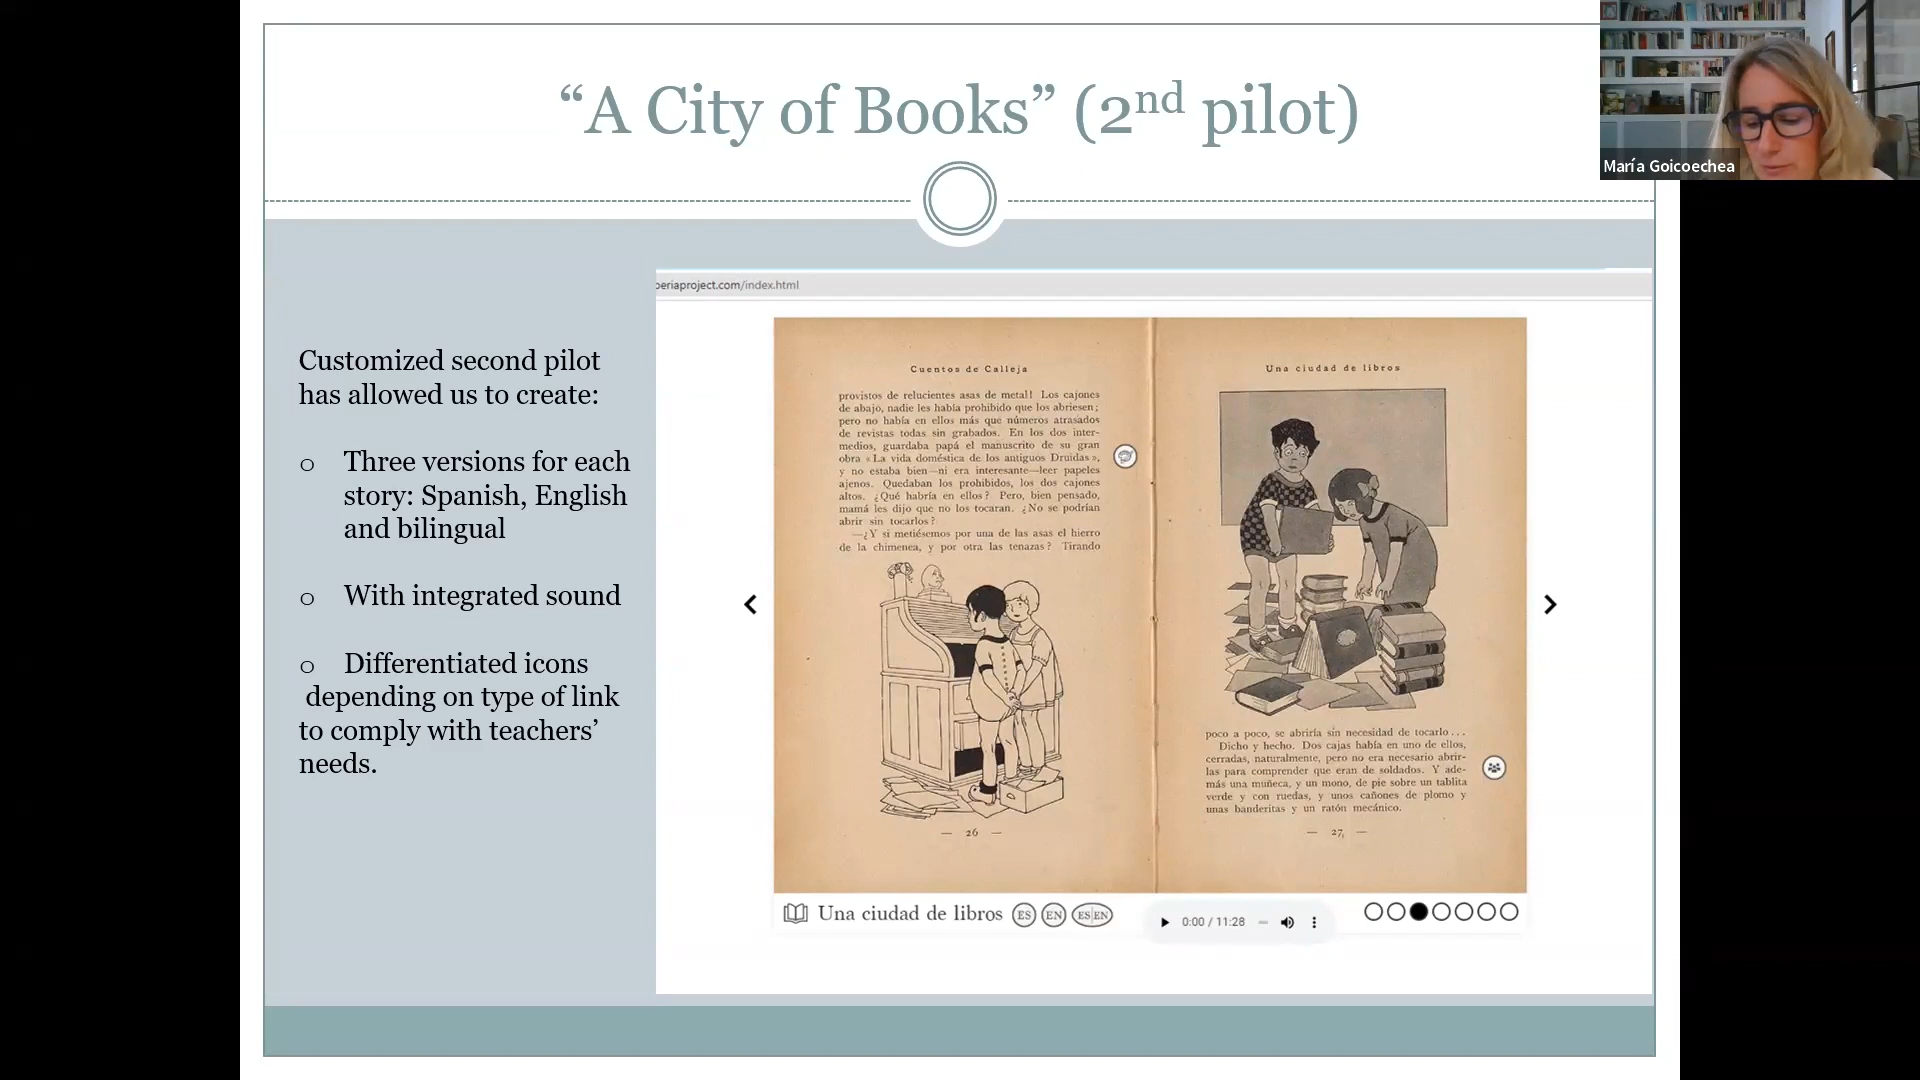 “A City of Books” (2nd pilot)
María Goicoechea
Customized second pilot
has allowed us to create:
o Three versions for each
story: Spanish, English
and bilingual
o With integrated sound
o Differentiated icons
depending on type of link
to comply with teachers’
needs.
periaproject.com/index.html
Cuentos de Calleja
provistos de relucientes asas de metal! Los cajones
de abajo, nadie les había prohibido que los abriesen;
pero no había en ellos más que números atrasados
de revistas todas sin grabados. En los dos inter-
medios, guardaba papá el manuscrito de su gran
obra «La vida doméstica de los antiguos Druidas»,
y no estaba bien—ni era interesante—leer papeles
ajenos. Quedaban los prohibidos, los dos cajones
altos. ¿Qué habría en ellos? Pero, bien pensado,
mamá les dijo que no los tocaran. ¿No se podrían
abrir sin tocarlos?
—¿Y si metiésemos por una de las asas el hierro
de la chimenea, y por otra las tenazas? Tirando
— 26 —
Una ciudad de libros
poco a poco, se abriría sin necesidad de tocarlo...
Dicho y hecho. Dos cajas había en uno de ellos,
cerradas, naturalmente, pero no era necesario abrir-
las para comprender que eran de soldados. Y ade-
más una muñeca, y un mono, de pie sobre un tablita
verde y con ruedas, y unos cañones de plomo y
unas banderitas y un ratón mecánico.
— 27 —
Una ciudad de libros ES EN ES|EN
0:00 / 11:28